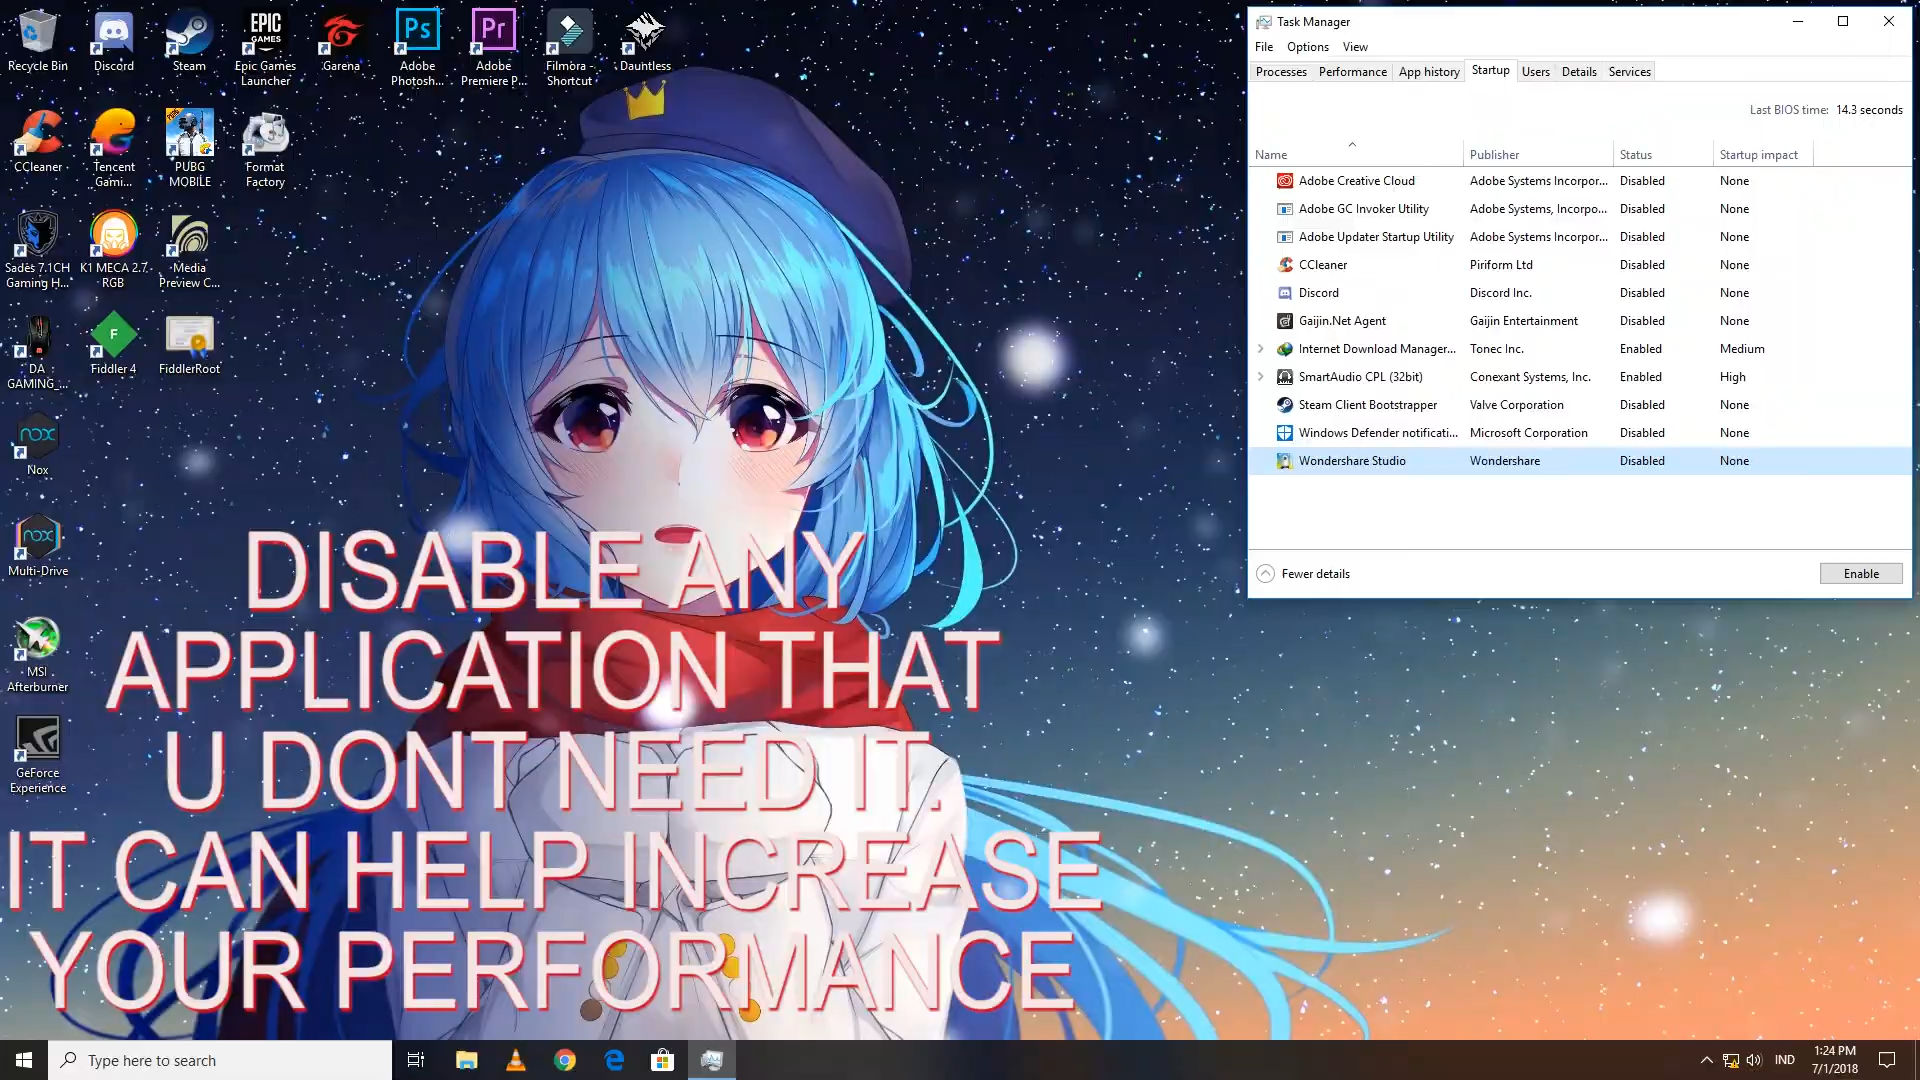 Recycle Bin
Discord
Steam
EPIC
GAMES
Epic Games
Launcher
Garena
Ps
Adobe
Photosh...
Pr
Adobe
Premiere P...
Filmora -
Shortcut
Dauntless
CCleaner
Tencent
Gami...
PUBG
PUBG
MOBILE
Format
Factory
Sades 7.1CH
Gaming H...
K1 MECA 2.7
RGB
Media
Preview C...
DA
GAMING_...
F
Fiddler 4
FiddlerRoot
nox
Nox
nox
Multi-Drive
MSI
Afterburner
GeForce
Experience
DISABLE ANY
APPLICATION THAT
U DONT NEED IT.
IT CAN HELP INCREASE
YOUR PERFORMANCE
Task Manager
File Options View
Processes Performance App history Startup Users Details Services
Last BIOS time: 14.3 seconds
Name Publisher Status Startup impact
Adobe Creative Cloud Adobe Systems Incorpor... Disabled None
Adobe GC Invoker Utility Adobe Systems, Incorpo... Disabled None
Adobe Updater Startup Utility Adobe Systems Incorpor... Disabled None
CCleaner Piriform Ltd Disabled None
Discord Discord Inc. Disabled None
Gaijin.Net Agent Gaijin Entertainment Disabled None
Internet Download Manager... Tonec Inc. Enabled Medium
SmartAudio CPL (32bit) Conexant Systems, Inc. Enabled High
Steam Client Bootstrapper Valve Corporation Disabled None
Windows Defender notificati... Microsoft Corporation Disabled None
Wondershare Studio Wondershare Disabled None
Fewer details
Enable
Type here to search
IND
1:24 PM
7/1/2018